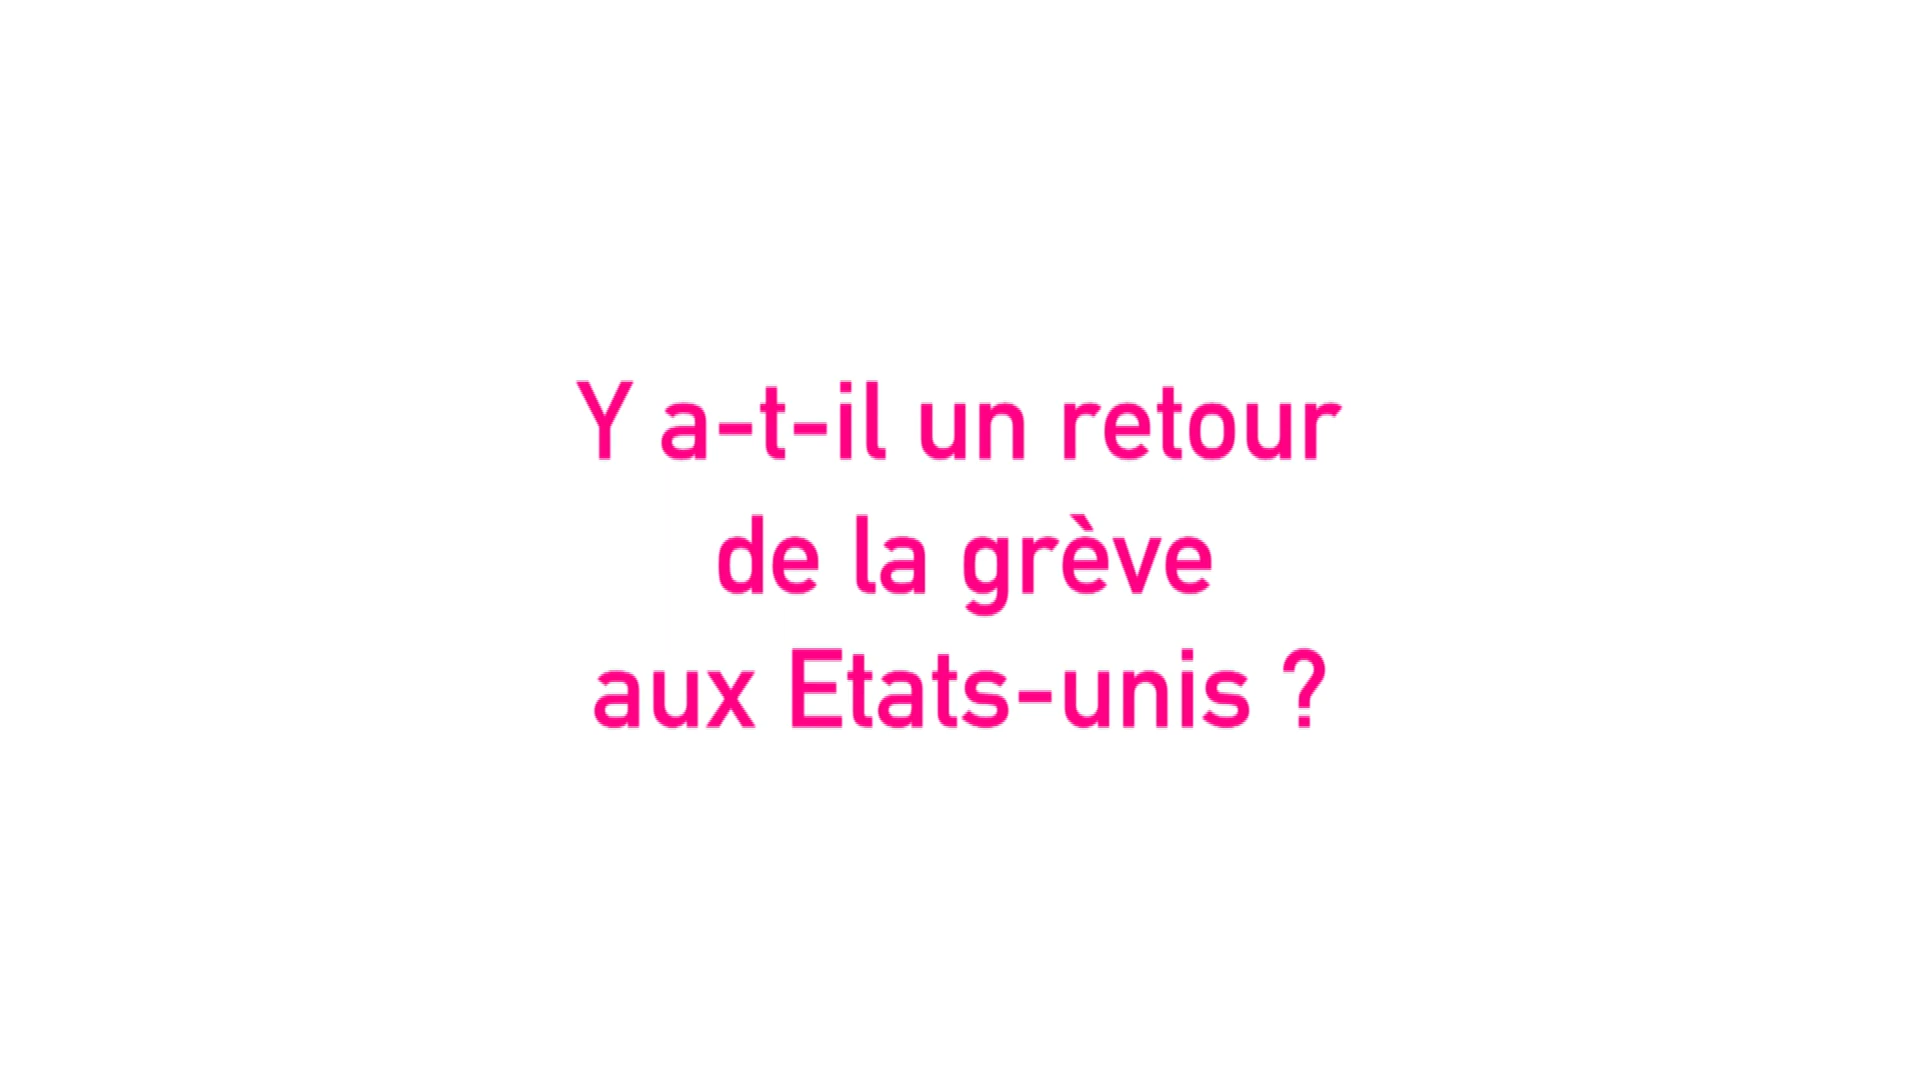 Y a-t-il un retour
de la grève
aux Etats-unis ?